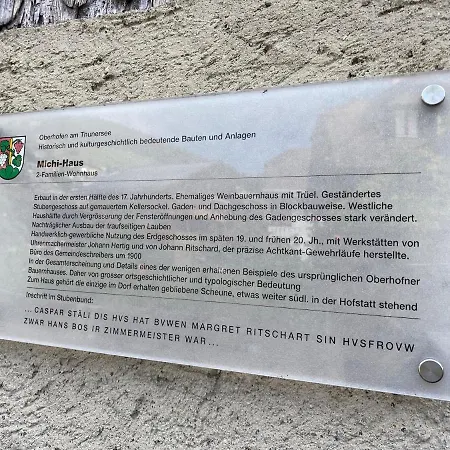 Oberhofen am Thunersee
Historisch und kulturgeschichtlich bedeutende Bauten und Anlagen
Michi-Haus
2-Familien-Wohnhaus
Erbaut in der ersten Hälfte des 17. Jahrhunderts. Ehemaliges Weinbauernhaus mit Trüel. Geständertes
Stubengeschoss auf gemauertem Kellersockel. Gaden- und Dachgeschoss in Blockbauweise. Westliche
Haushälfte durch Vergrösserung der Fensteröffnungen und Anhebung des Gadengeschosses stark verändert.
Nachträglicher Ausbau der traufseitigen Lauben
Handwerklich-gewerbliche Nutzung des Erdgeschosses im späten 19. und frühen 20. Jh., mit Werkstätten von
Uhrenmachermeister Johann Hertig und von Johann Ritschard, der präzise Achtkant-Gewehrläufe herstellte.
Büro des Gemeindschreibers um 1900
In der Gesamterscheinung und Details eines der wenigen erhaltenen Beispiele des ursprünglichen Oberhofner
Bauernhauses. Daher von grosser ortsgeschichtlicher und typologischer Bedeutung
Zum Haus gehört die einzige im Dorf erhalten gebliebene Scheune, etwas weiter südl. in der Hofstatt stehend
Inschrift im Stubenbund:
... CASPAR STÄLI DIS HVS HAT BVWEN MARGRET RITSCHART SIN HVSFROVW
ZWAR HANS BOS IR ZIMMERMEISTER WAR ...